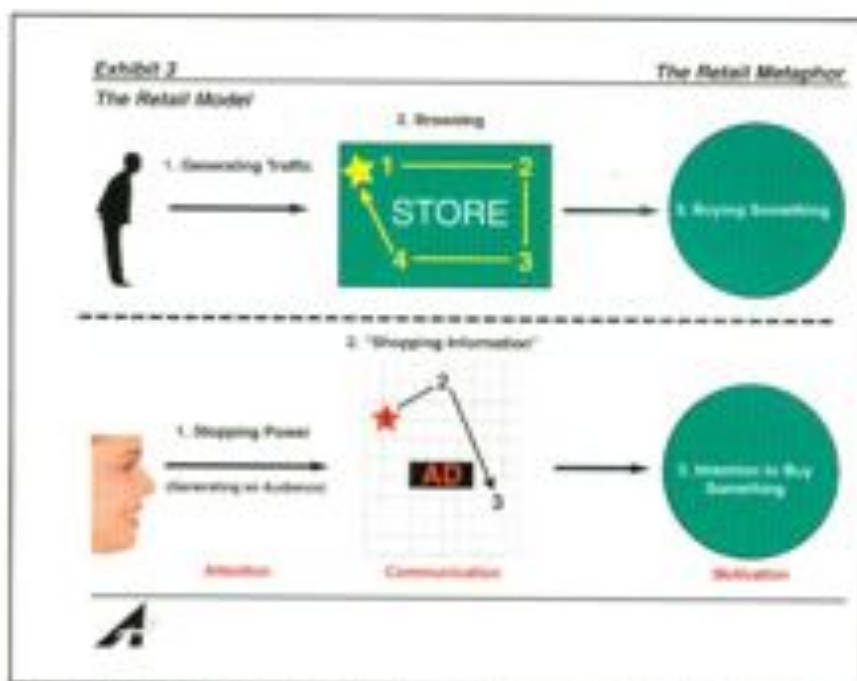 Exhibit 3
The Retail Metaphor
The Retail Model
2. Browsing
1. Generating Traffic
1
2
STORE
4
3
3. Buying Something
2. "Shopping Information"
2
1. Stopping Power
AD
3
(Generating an Audience)
3. Intention to Buy
Something
Attention
Communication
Motivation